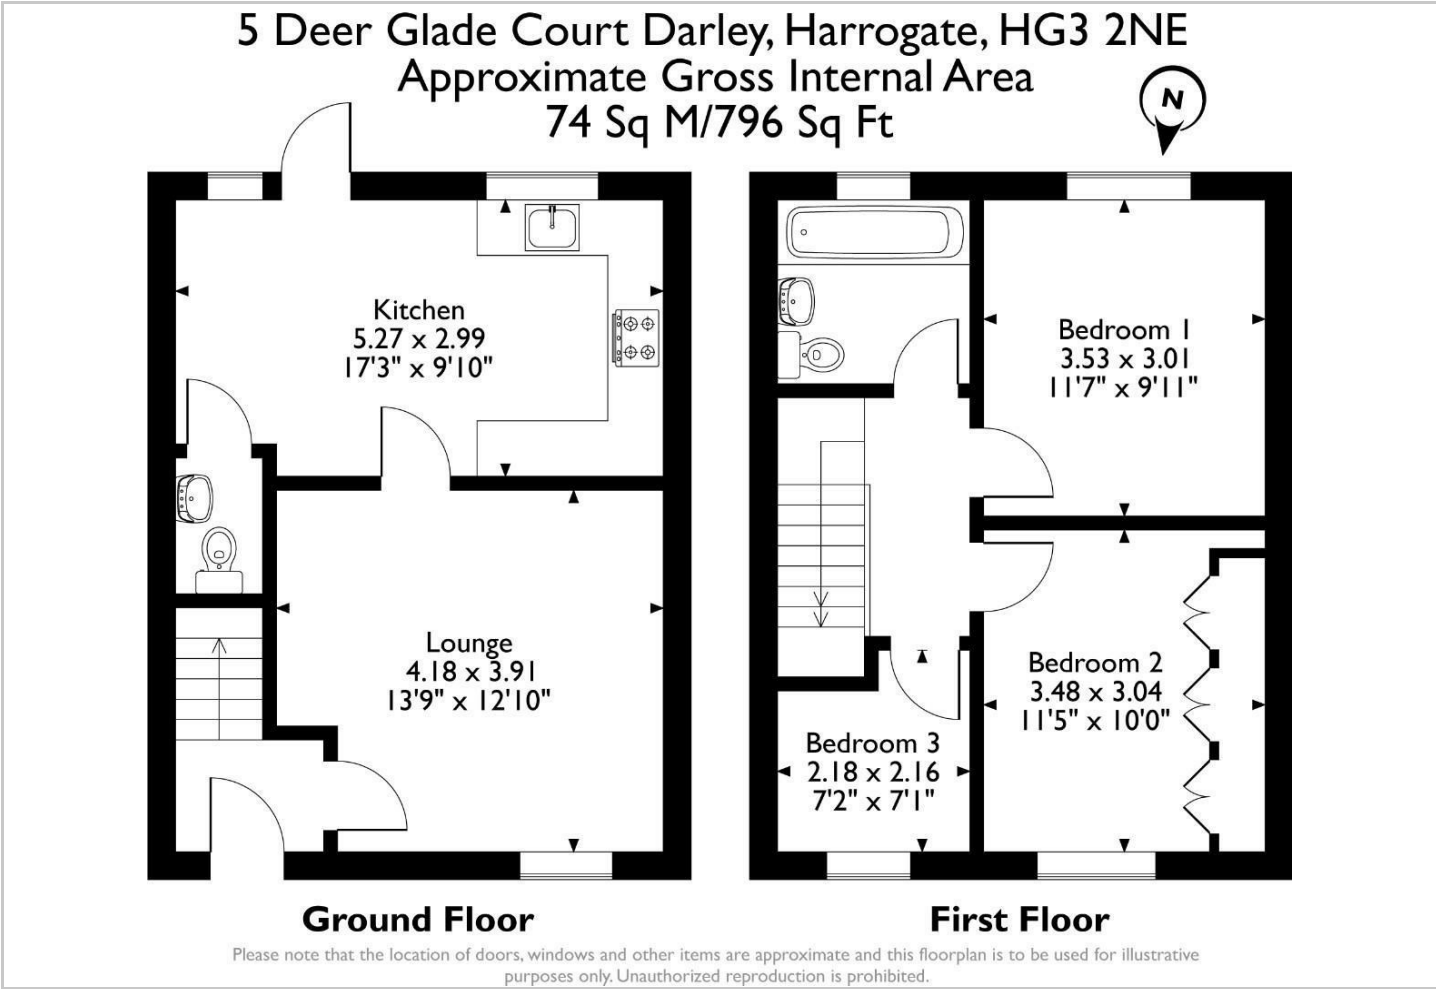 5 Deer Glade Court Darley, Harrogate, HG3 2NE
Approximate Gross Internal Area
74 Sq M/796 Sq Ft
N
Kitchen
5.27 x 2.99
17'3" x 9'10"
Lounge
4.18 x 3.91
13'9" x 12'10"
Bedroom 1
3.53 x 3.01
11'7" x 9'11"
Bedroom 2
3.48 x 3.04
11'5" x 10'0"
Bedroom 3
2.18 x 2.16
7'2" x 7'1"
Ground Floor
First Floor
Please note that the location of doors, windows and other items are approximate and this floorplan is to be used for illustrative
purposes only. Unauthorized reproduction is prohibited.